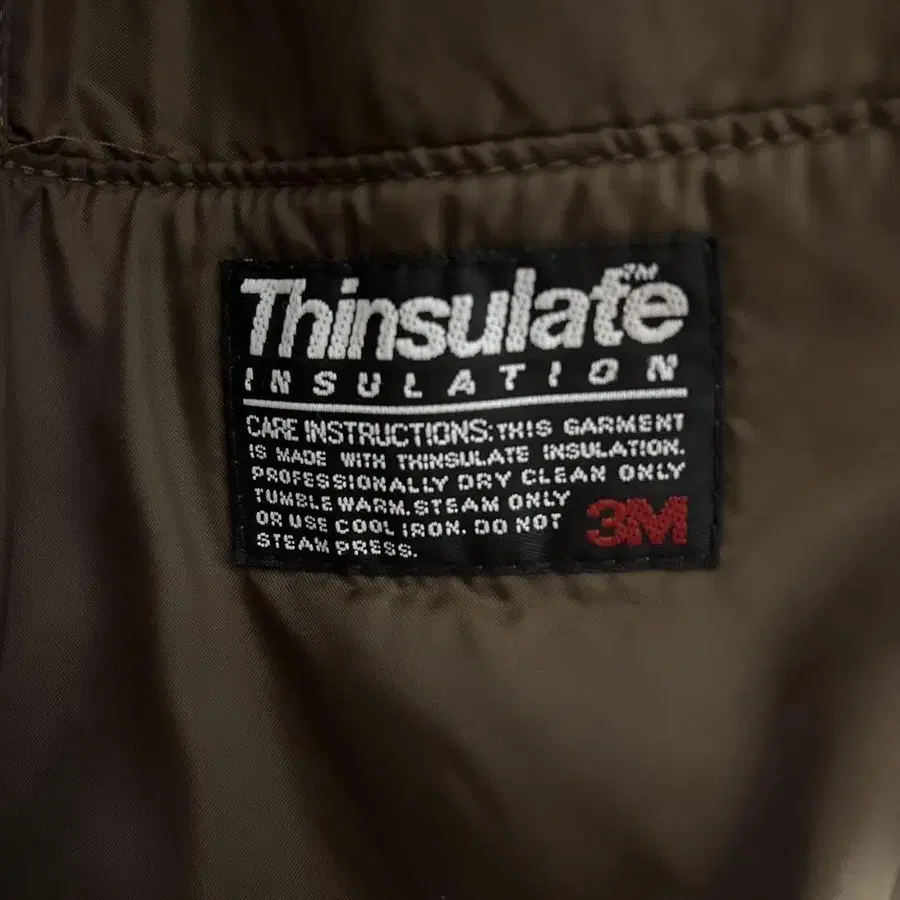 Thinsulate™
INSULATION
CARE INSTRUCTIONS: THIS GARMENT
IS MADE WITH THINSULATE INSULATION.
PROFESSIONALLY DRY CLEAN ONLY
TUMBLE WARM. STEAM ONLY
OR USE COOL IRON. DO NOT
STEAM PRESS.
3M